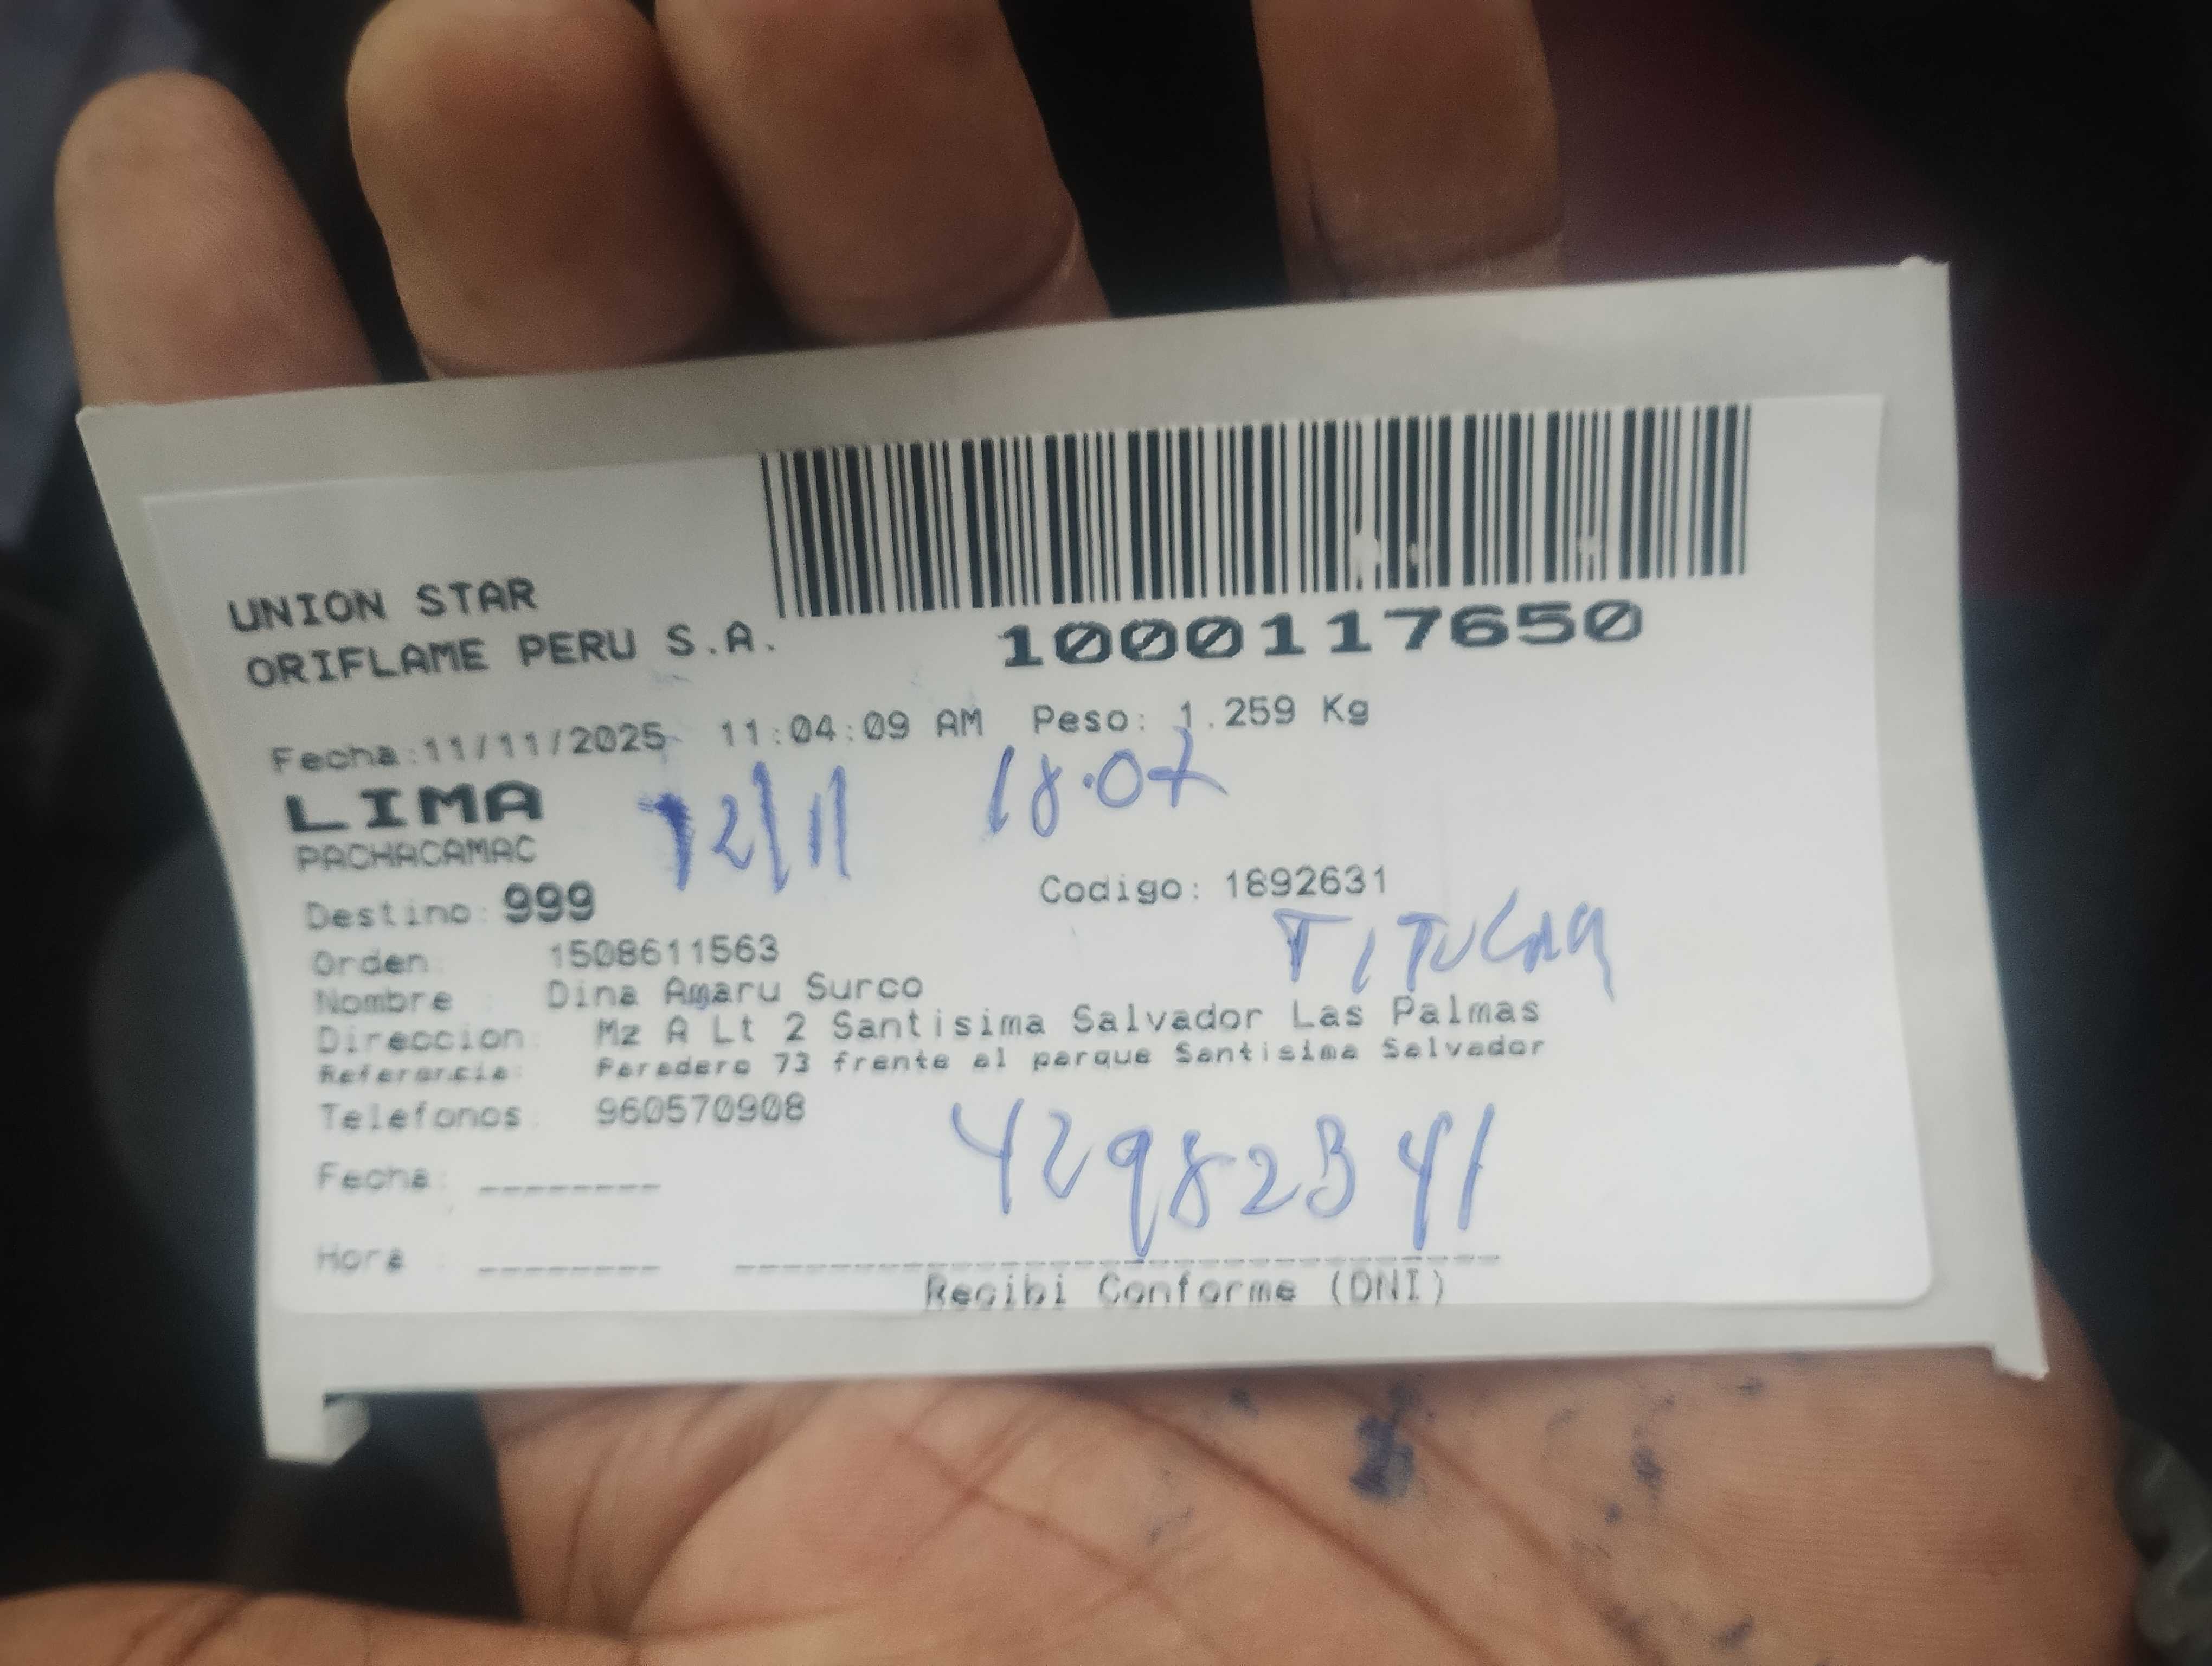 UNION STAR
ORIFLAME PERU S.A.
1000117650
Fecha:11/11/2025 11:04:09 AM Peso: 1.259 Kg
LIMA 12/11 18:07
PACHACAMAC
Destino: 999 Codigo: 1892631
TITULAR
Orden: 1508611563
Nombre : Dina Amaru Surco
Direccion: Mz A Lt 2 Santisima Salvador Las Palmas
Referencia: Paradero 73 frente al parque Santisima Salvador
Telefonos: 960570908
42982341
Fecha: --------
Hora : --------
Recibi Conforme (DNI)